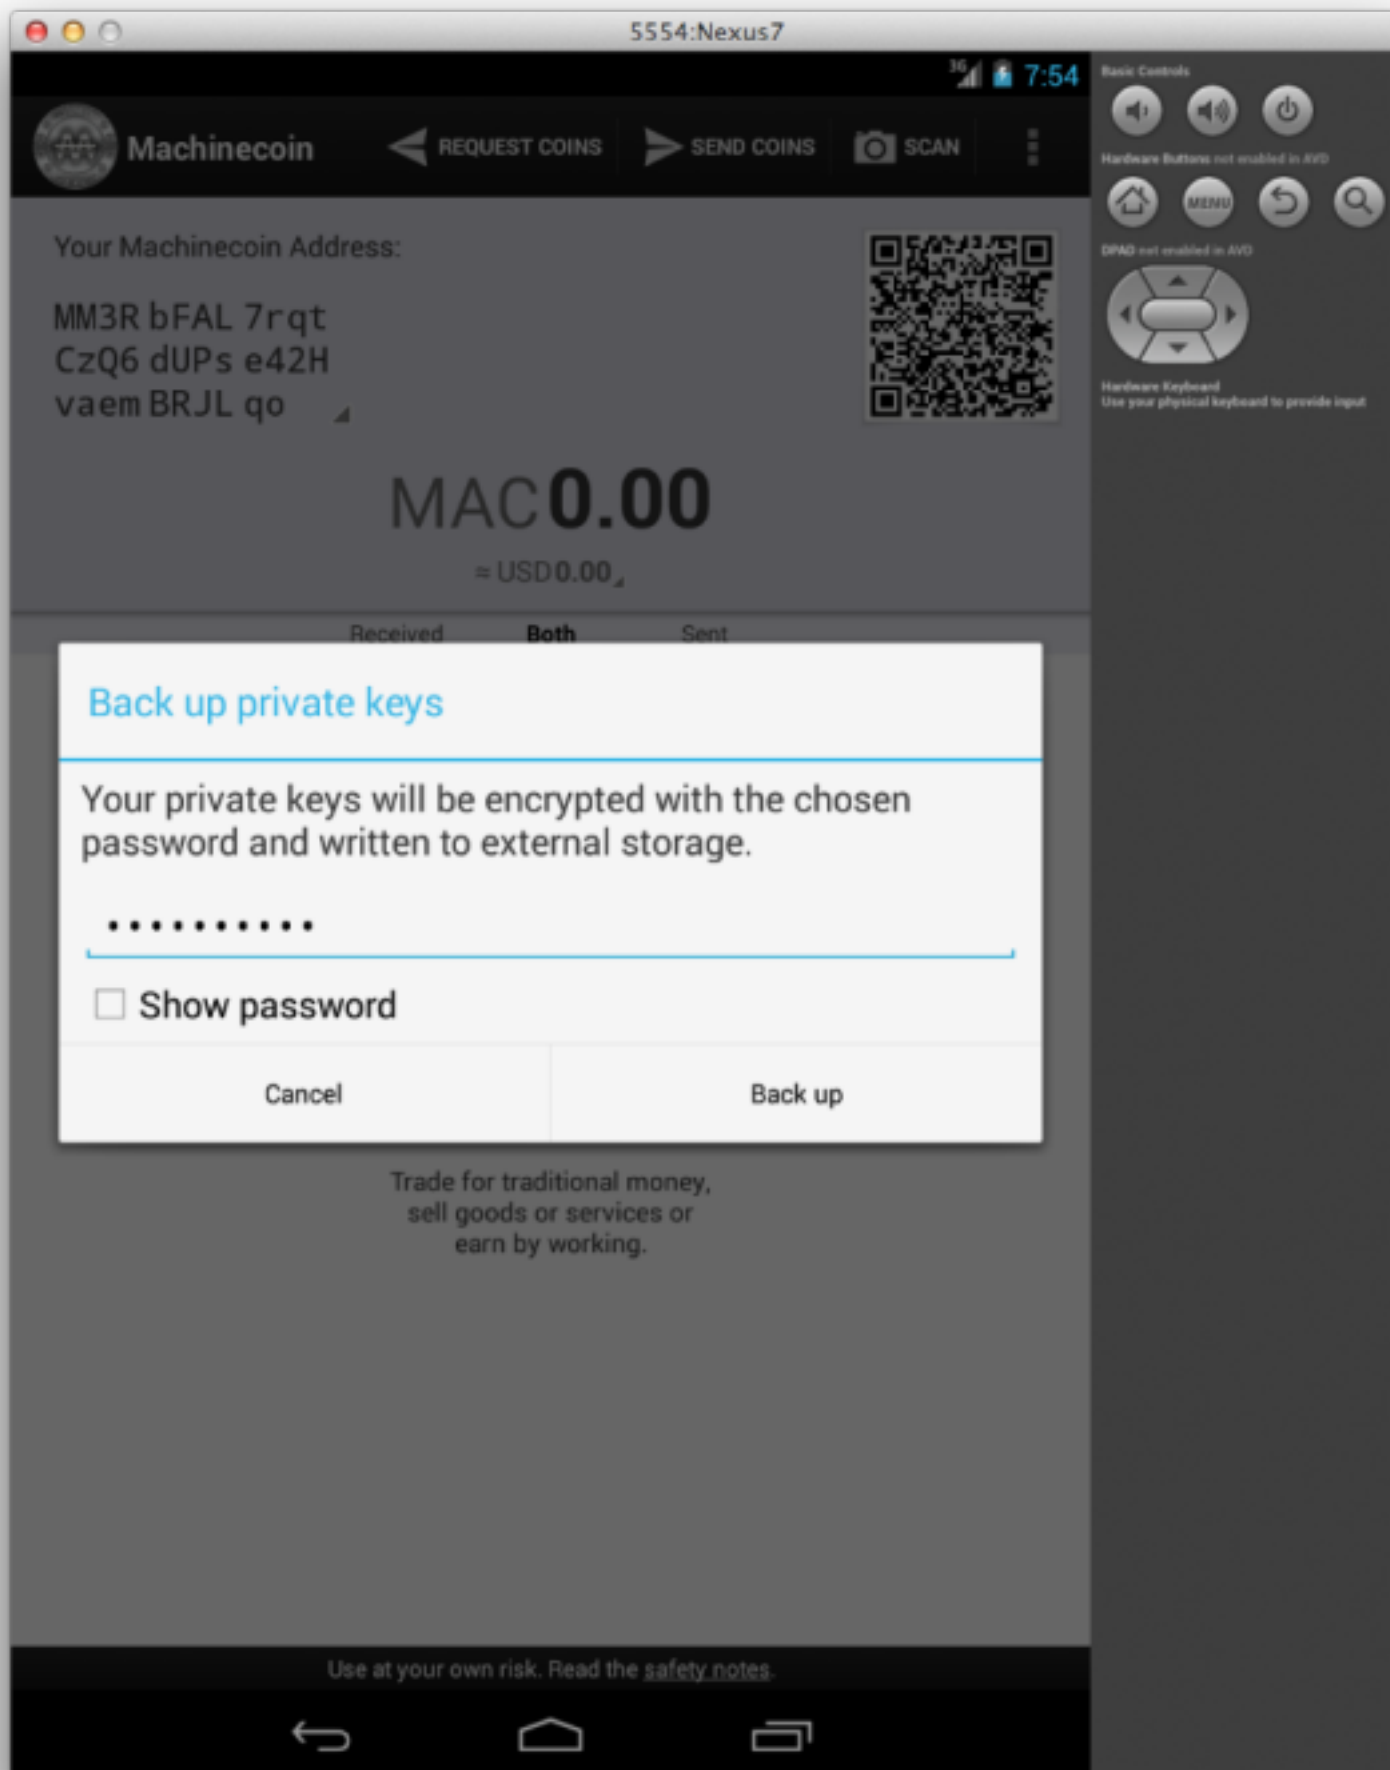 5554:Nexus7
3G 7:54
Machinecoin REQUEST COINS SEND COINS SCAN
Your Machinecoin Address:
MM3R bFAL 7rqt
CzQ6 dUPs e42H
vaem BRJL qo
MAC 0.00
≈ USD 0.00
Received Both Sent
Back up private keys
Your private keys will be encrypted with the chosen
password and written to external storage.
Show password
Cancel Back up
Trade for traditional money,
sell goods or services or
earn by working.
Use at your own risk. Read the safety notes.
Basic Controls
Hardware Buttons not enabled in AVD
MENU
DPAD not enabled in AVD
Hardware Keyboard
Use your physical keyboard to provide input